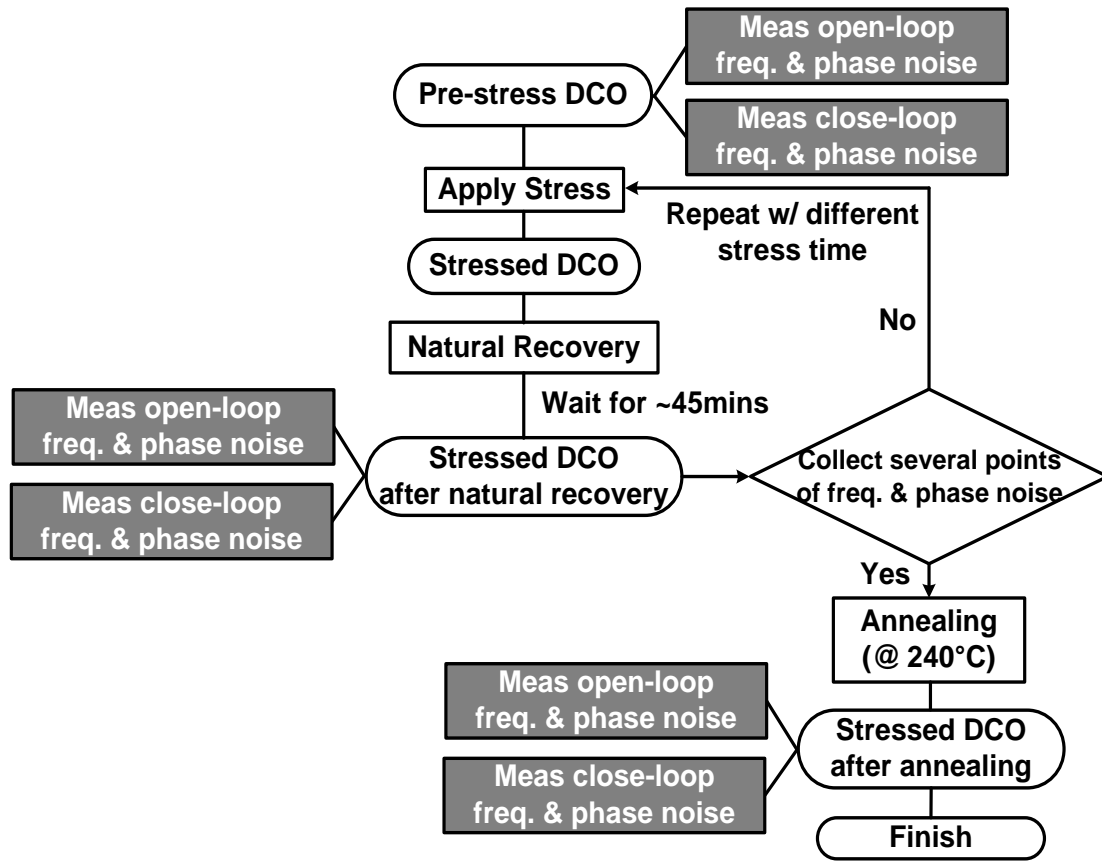 Meas open-loop
freq. & phase noise
Pre-stress DCO
Meas close-loop
freq. & phase noise
Apply Stress
Repeat w/ different
stress time
Stressed DCO
No
Natural Recovery
Wait for ~45mins
Meas open-loop
freq. & phase noise
Stressed DCO
after natural recovery
Meas close-loop
freq. & phase noise
Collect several points
of freq. & phase noise
Yes
Annealing
(@ 240°C)
Meas open-loop
freq. & phase noise
Stressed DCO
after annealing
Meas close-loop
freq. & phase noise
Finish